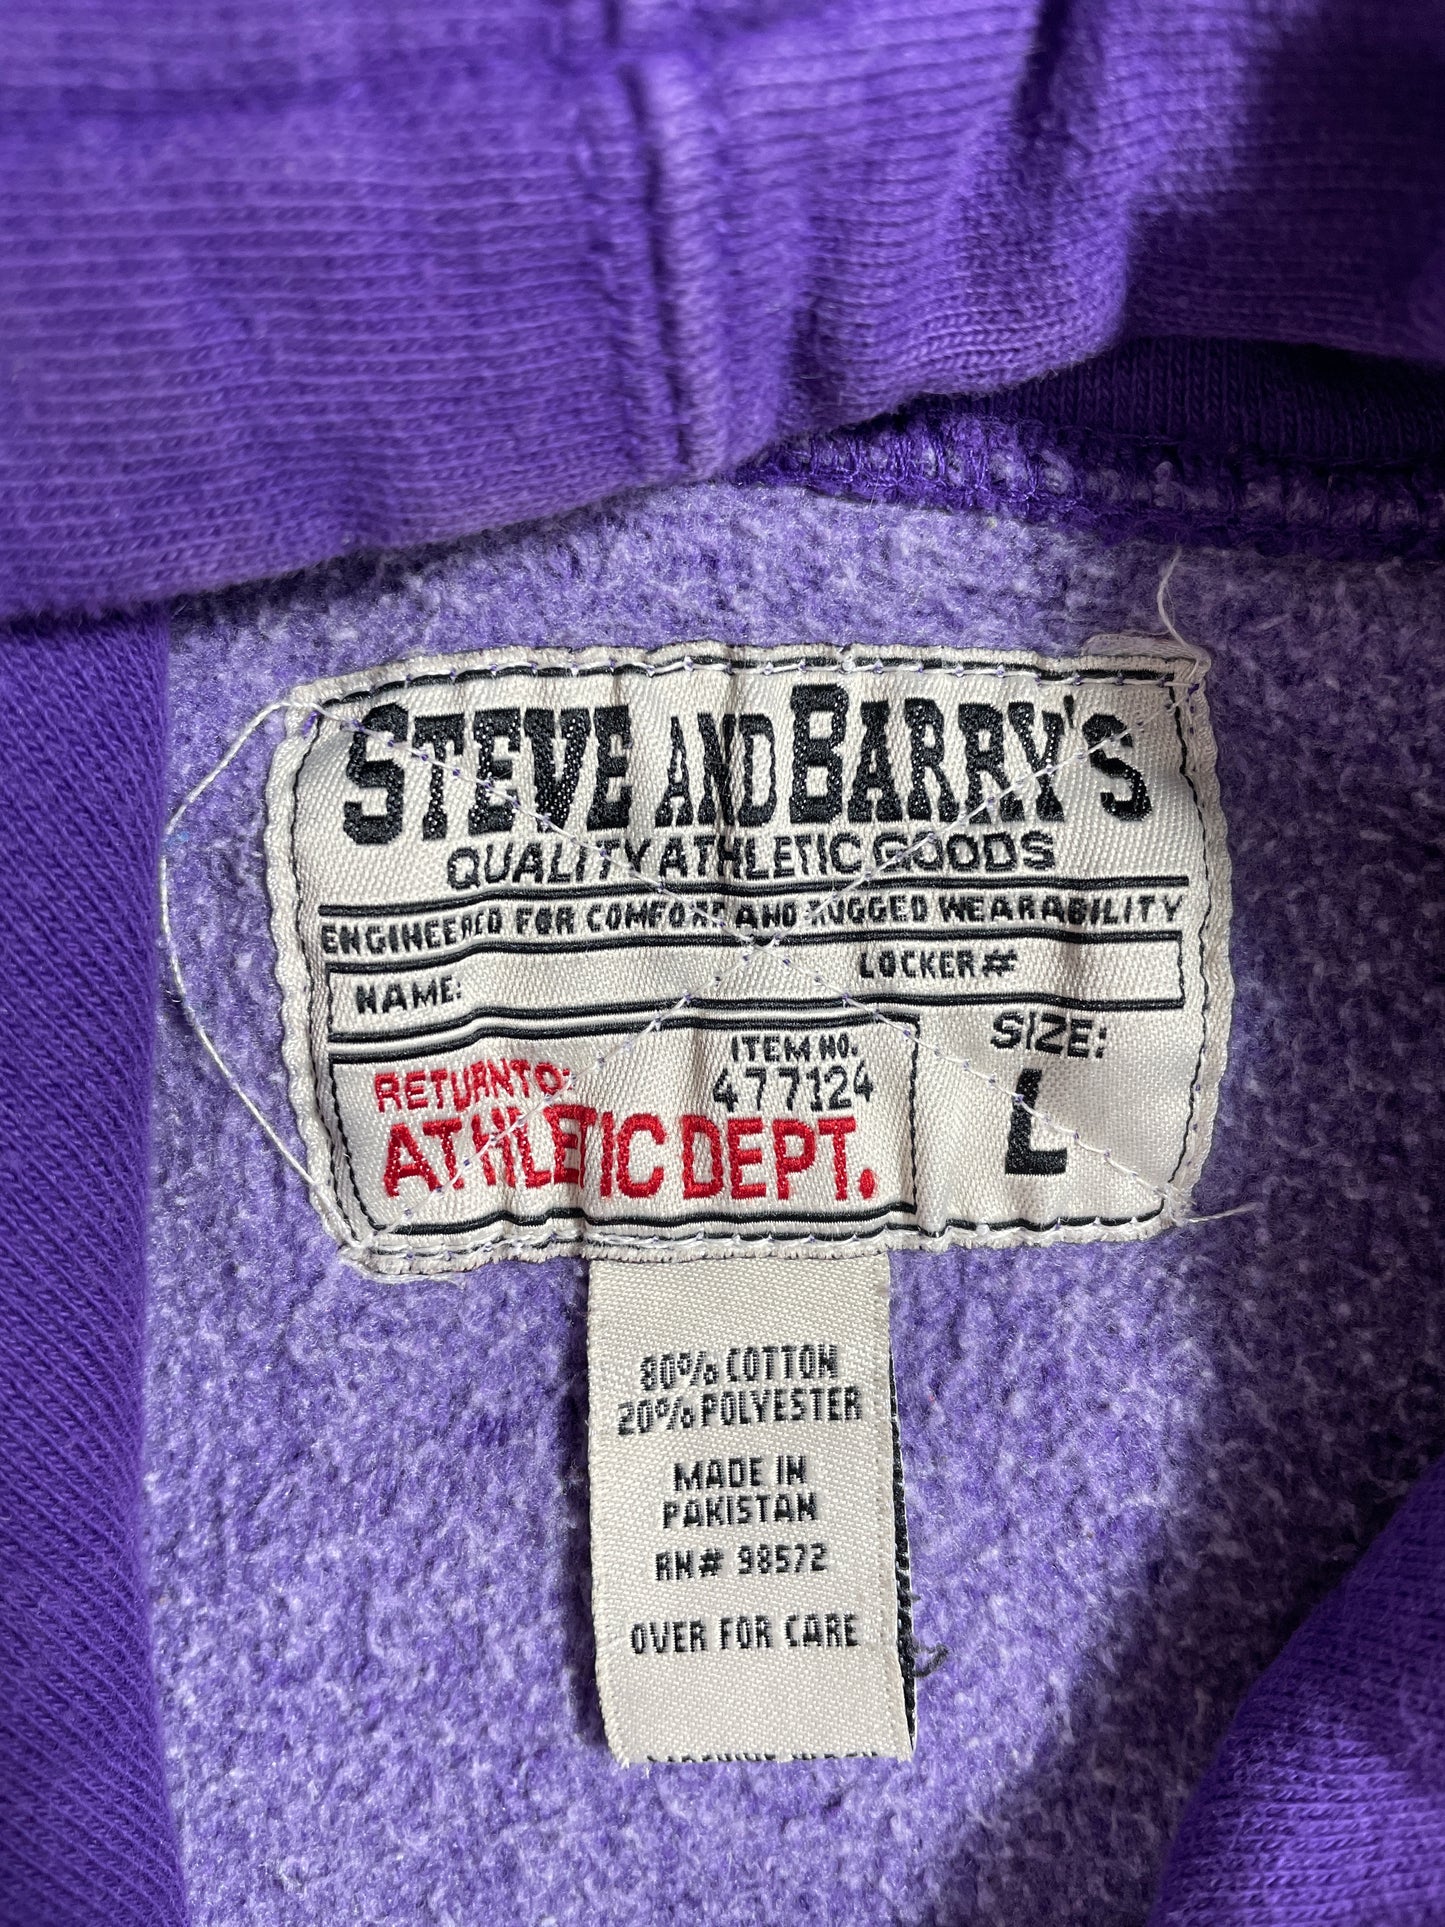 STEVE AND BARRY'S
QUALITY ATHLETIC GOODS
ENGINEERED FOR COMFORT AND RUGGED WEARABILITY
NAME: LOCKER#
RETURN TO: ITEM NO. SIZE:
477124 L
ATHLETIC DEPT.
80% COTTON
20% POLYESTER
MADE IN
PAKISTAN
RN# 98572
OVER FOR CARE